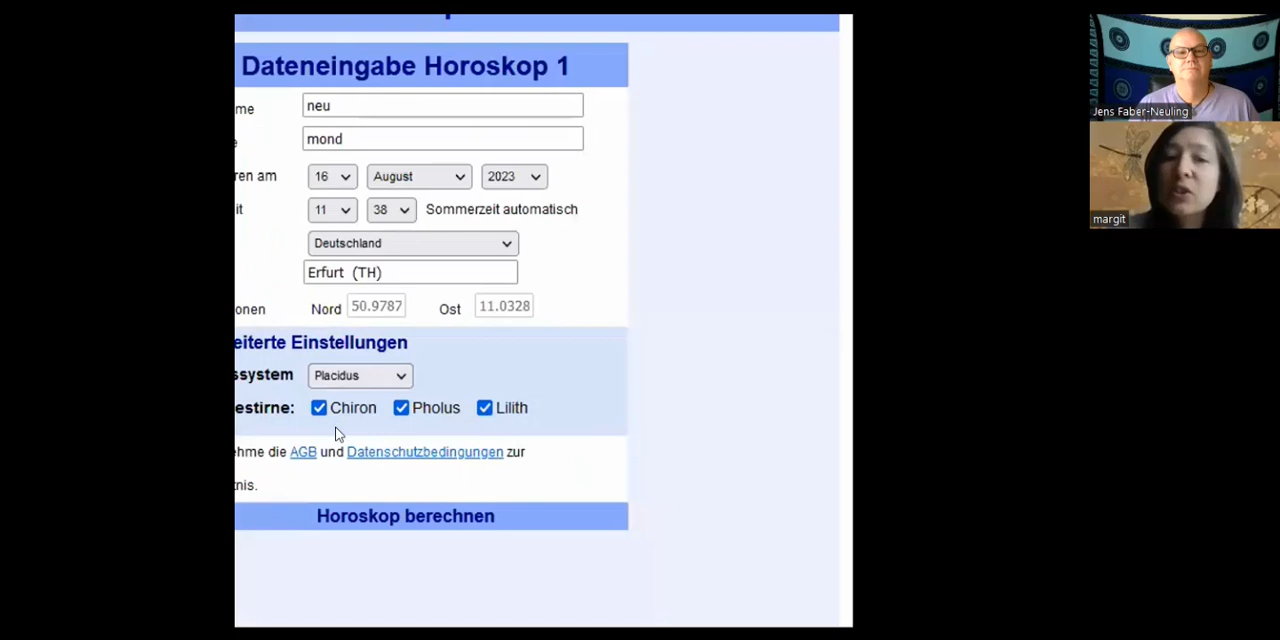 Dateneingabe Horoskop 1
me
neu
mond
ren am
16
August
2023
it
11
38
Sommerzeit automatisch
Deutschland
Erfurt (TH)
onen
Nord
50.9787
Ost
11.0328
eiterte Einstellungen
ssystem
Placidus
estirne:
Chiron
Pholus
Lilith
ehme die AGB und Datenschutzbedingungen zur
tnis.
Horoskop berechnen
Jens Faber-Neuling
margit